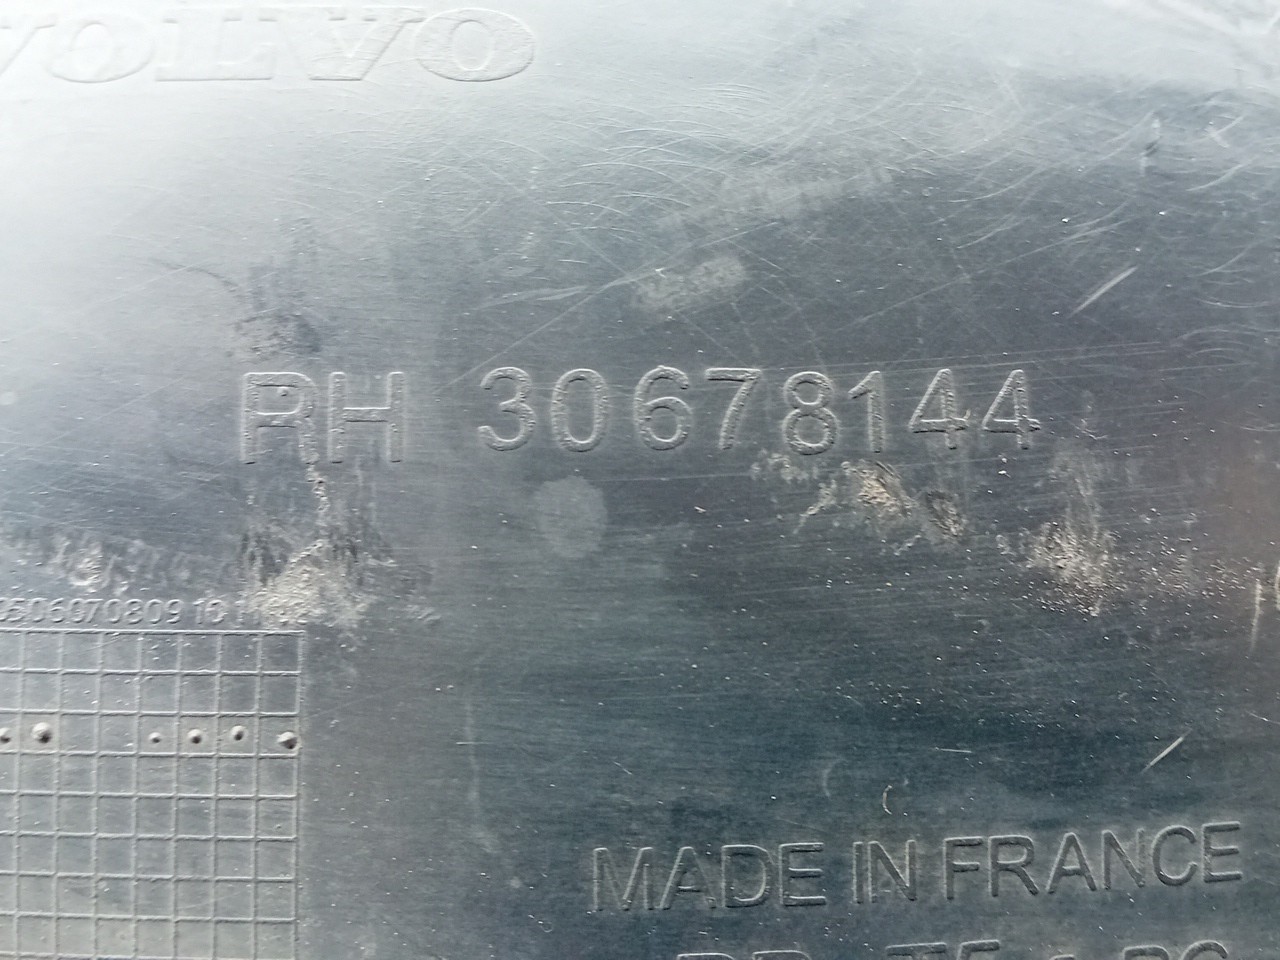 VOLVO
RH 30678144
MADE IN FRANCE